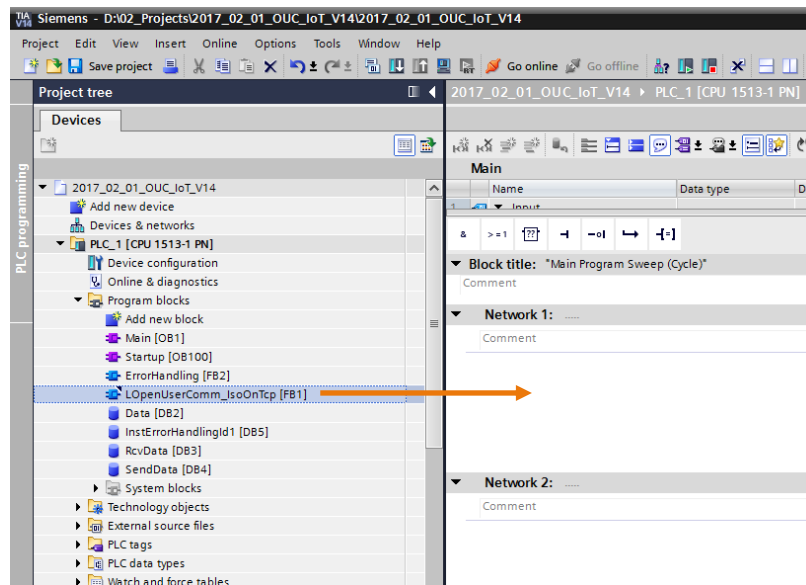 TIA V14 Siemens - D:\02_Projects\2017_02_01_OUC_IoT_V14\2017_02_01_OUC_IoT_V14
Project Edit View Insert Online Options Tools Window Help
Save project Go online Go offline
Project tree
2017_02_01_OUC_IoT_V14 PLC_1 [CPU 1513-1 PN]
Devices
PLC programming
Main
Name Data type D
1 Input
2017_02_01_OUC_IoT_V14
Add new device
Devices & networks
PLC_1 [CPU 1513-1 PN]
Device configuration
Online & diagnostics
Program blocks
Add new block
Main [OB1]
Startup [OB100]
ErrorHandling [FB2]
LOpenUserComm_IsoOnTcp [FB1]
Data [DB2]
InstErrorHandlingId1 [DB5]
RcvData [DB3]
SendData [DB4]
System blocks
Technology objects
External source files
PLC tags
PLC data types
Watch and force tables
& >=1 ?? -| -o| -[=]
Block title: "Main Program Sweep (Cycle)"
Comment
Network 1: .....
Comment
Network 2: .....
Comment